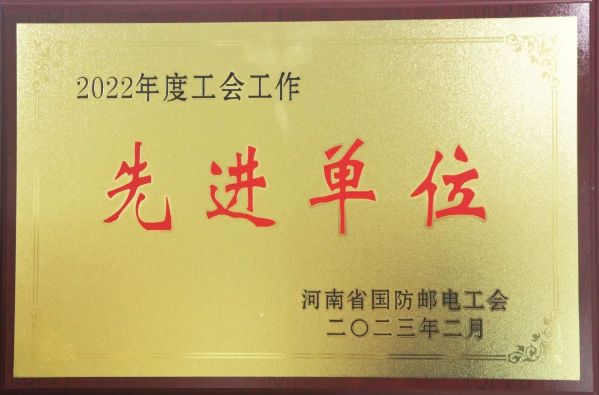 2022年度工会工作
先进单位
河南省国防邮电工会
二〇二三年二月